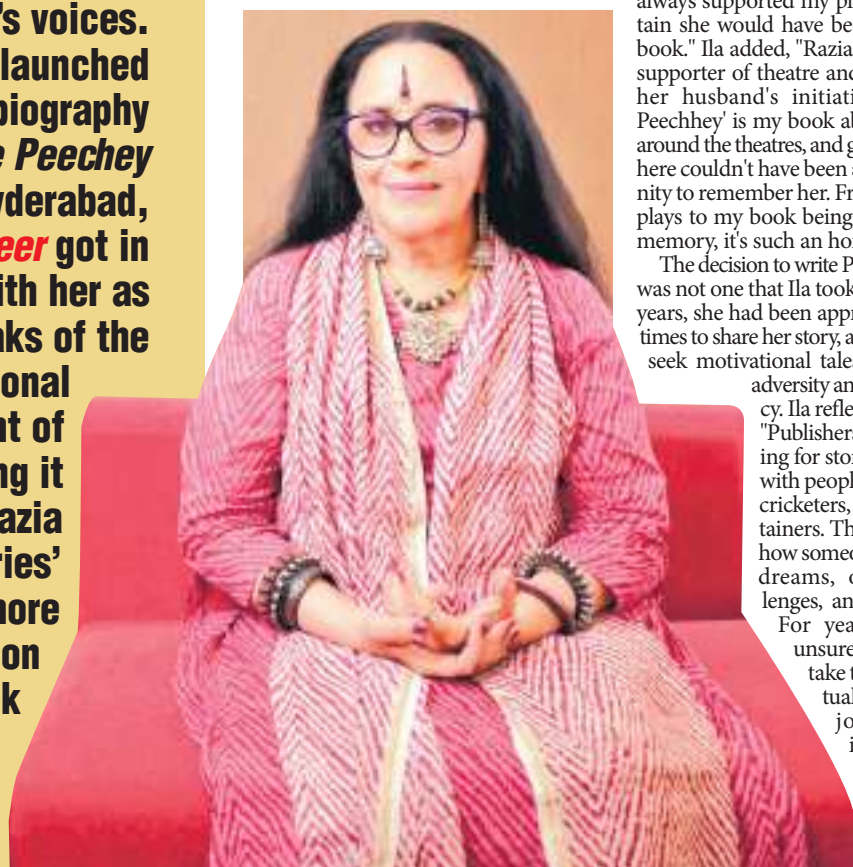 's voices.
launched
biography
e Peechey
yderabad,
eer got in
ith her as
aks of the
onal
nt of
ng it
azia
ries'
more
on
k
always supported my pr
tain she would have be
book." Ila added, "Razia
supporter of theatre and
her husband's initiati
Peechhey' is my book ab
around the theatres, and g
here couldn't have been a
nity to remember her. Fr
plays to my book being
memory, it's such an hon
The decision to write P
was not one that Ila took
years, she had been appr
times to share her story, a
seek motivational tales
adversity an
cy. Ila refle
"Publishers
ing for stor
with people
cricketers,
tainers. Th
how someo
dreams, o
lenges, an
For yea
unsure
take t
tual
jo
i